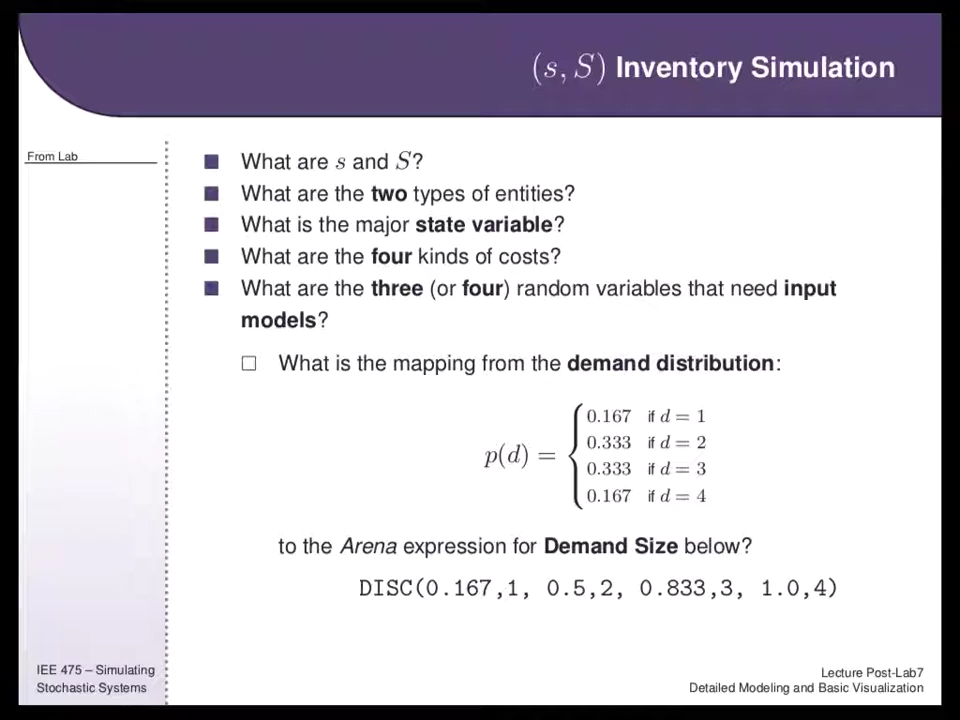 (s, S) Inventory Simulation
From Lab
■ What are s and S?
■ What are the two types of entities?
■ What is the major state variable?
■ What are the four kinds of costs?
■ What are the three (or four) random variables that need input
models?
□ What is the mapping from the demand distribution:
p(d) =
0.167 if d = 1
0.333 if d = 2
0.333 if d = 3
0.167 if d = 4
to the Arena expression for Demand Size below?
DISC(0.167,1, 0.5,2, 0.833,3, 1.0,4)
IEE 475 – Simulating
Stochastic Systems
Lecture Post-Lab7
Detailed Modeling and Basic Visualization